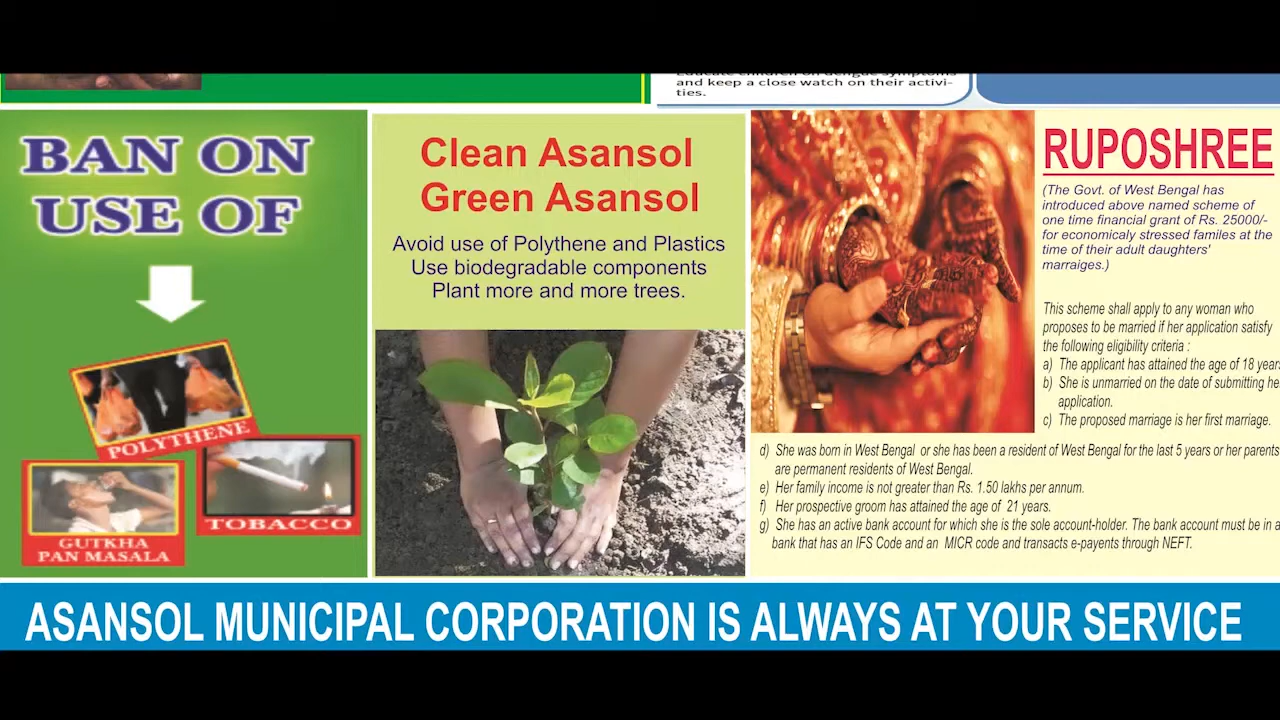 Educate children on dengue symptoms
and keep a close watch on their activi-
ties.
BAN ON
USE OF
POLYTHENE
TOBACCO
GUTKHA
PAN MASALA
Clean Asansol
Green Asansol
Avoid use of Polythene and Plastics
Use biodegradable components
Plant more and more trees.
RUPOSHREE
(The Govt. of West Bengal has
introduced above named scheme of
one time financial grant of Rs. 25000/-
for economicaly stressed familes at the
time of their adult daughters'
marraiges.)
This scheme shall apply to any woman who
proposes to be married if her application satisfy
the following eligibility criteria :
a) The applicant has attained the age of 18 years
b) She is unmarried on the date of submitting he
application.
c) The proposed marriage is her first marriage.
d) She was born in West Bengal or she has been a resident of West Bengal for the last 5 years or her parents
are permanent residents of West Bengal.
e) Her family income is not greater than Rs. 1.50 lakhs per annum.
f) Her prospective groom has attained the age of 21 years.
g) She has an active bank account for which she is the sole account-holder. The bank account must be in a
bank that has an IFS Code and an MICR code and transacts e-payents through NEFT.
ASANSOL MUNICIPAL CORPORATION IS ALWAYS AT YOUR SERVICE